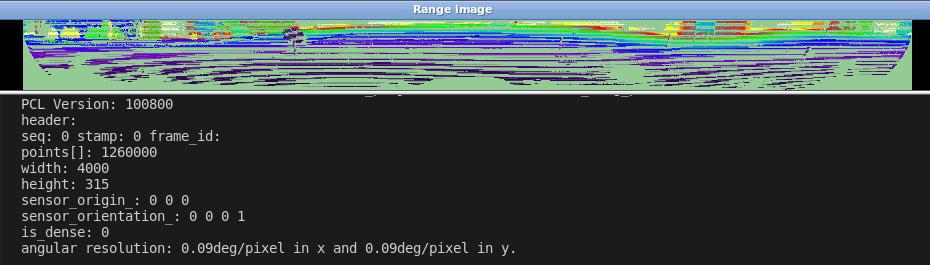 Range image
PCL Version: 100800
header:
seq: 0 stamp: 0 frame_id:
points[]: 1260000
width: 4000
height: 315
sensor_origin_: 0 0 0
sensor_orientation_: 0 0 0 1
is_dense: 0
angular resolution: 0.09deg/pixel in x and 0.09deg/pixel in y.